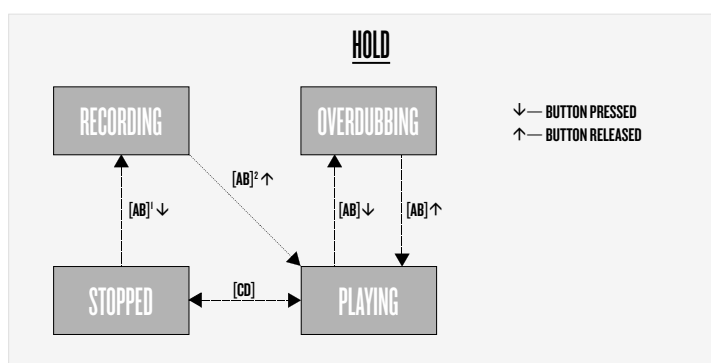 HOLD
RECORDING
OVERDUBBING
↓— BUTTON PRESSED
↑— BUTTON RELEASED
[AB]² ↑
[AB]¹ ↓
[AB]↓
[AB]↑
STOPPED
[CD]
PLAYING